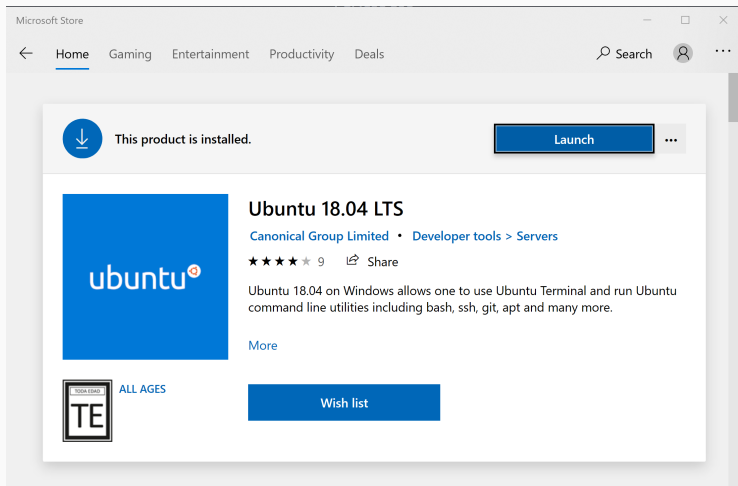 Microsoft Store
Home Gaming Entertainment Productivity Deals Search
This product is installed.
Launch
Ubuntu 18.04 LTS
Canonical Group Limited • Developer tools > Servers
9 Share
ubuntu
Ubuntu 18.04 on Windows allows one to use Ubuntu Terminal and run Ubuntu
command line utilities including bash, ssh, git, apt and many more.
More
TODA EDAD
TE
ALL AGES
Wish list